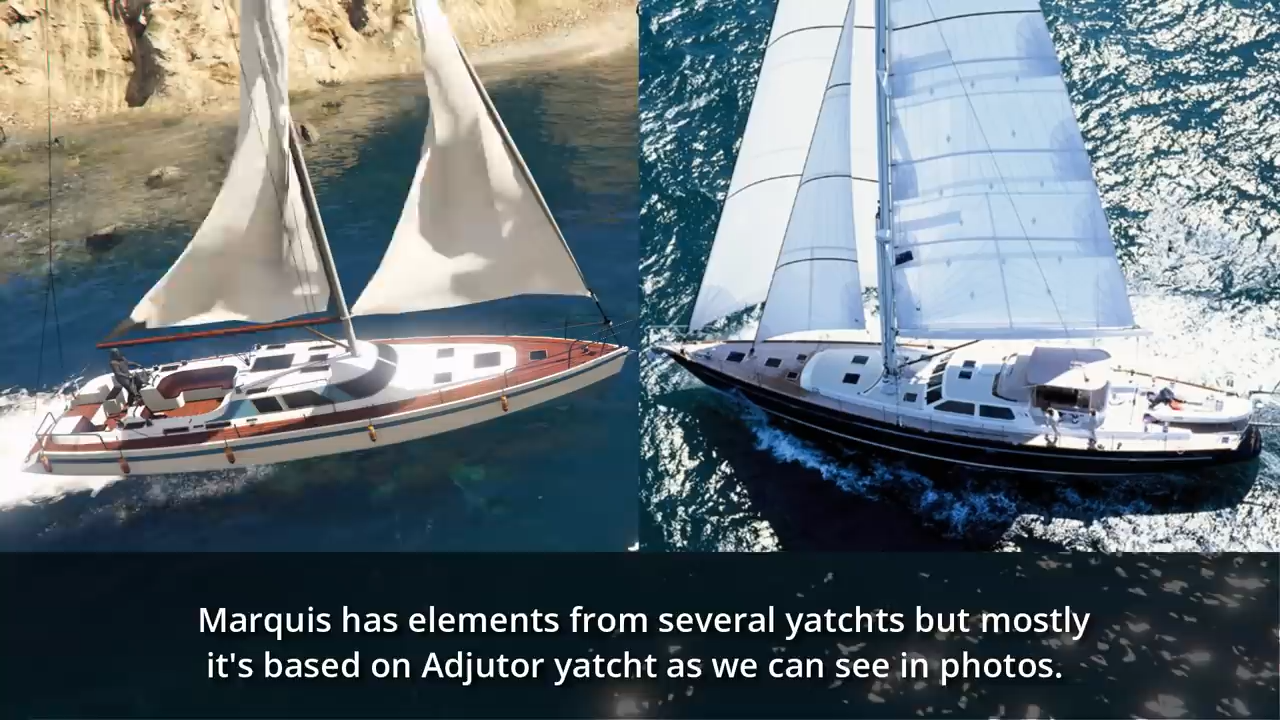 Marquis has elements from several yatchts but mostly
it's based on Adjutor yatcht as we can see in photos.